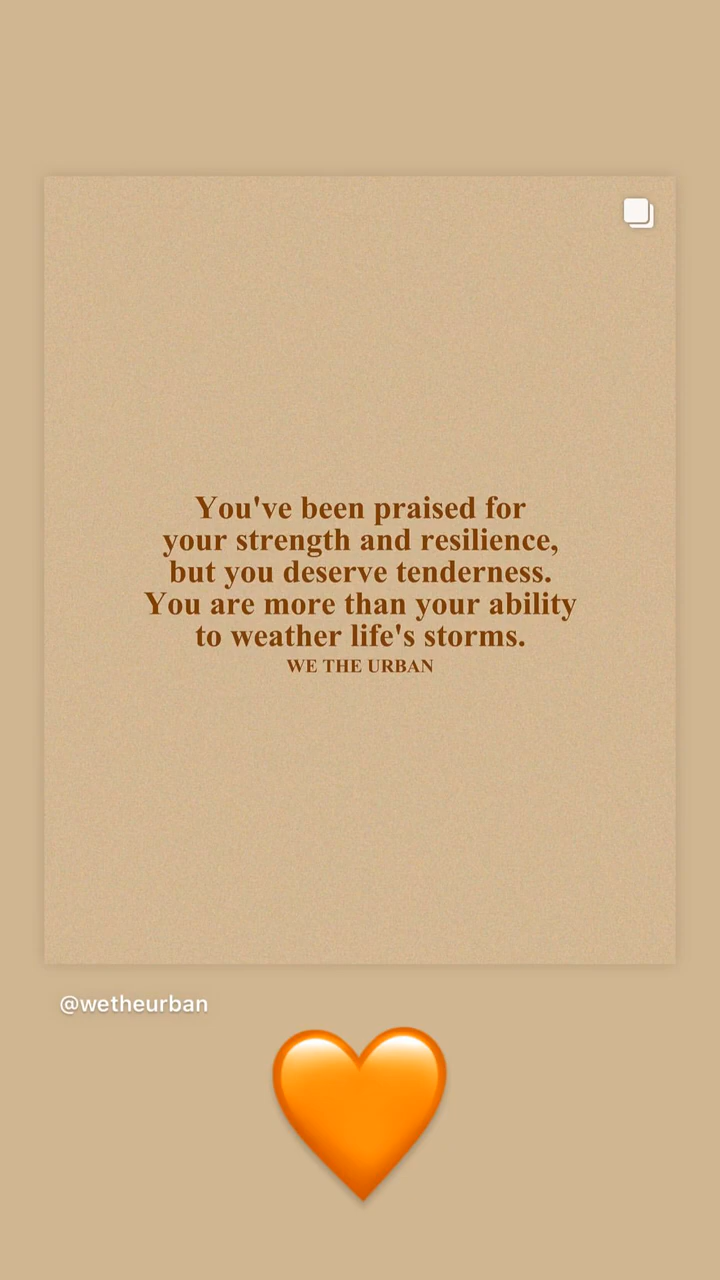 You've been praised for
your strength and resilience,
but you deserve tenderness.
You are more than your ability
to weather life's storms.
WE THE URBAN
@wetheurban